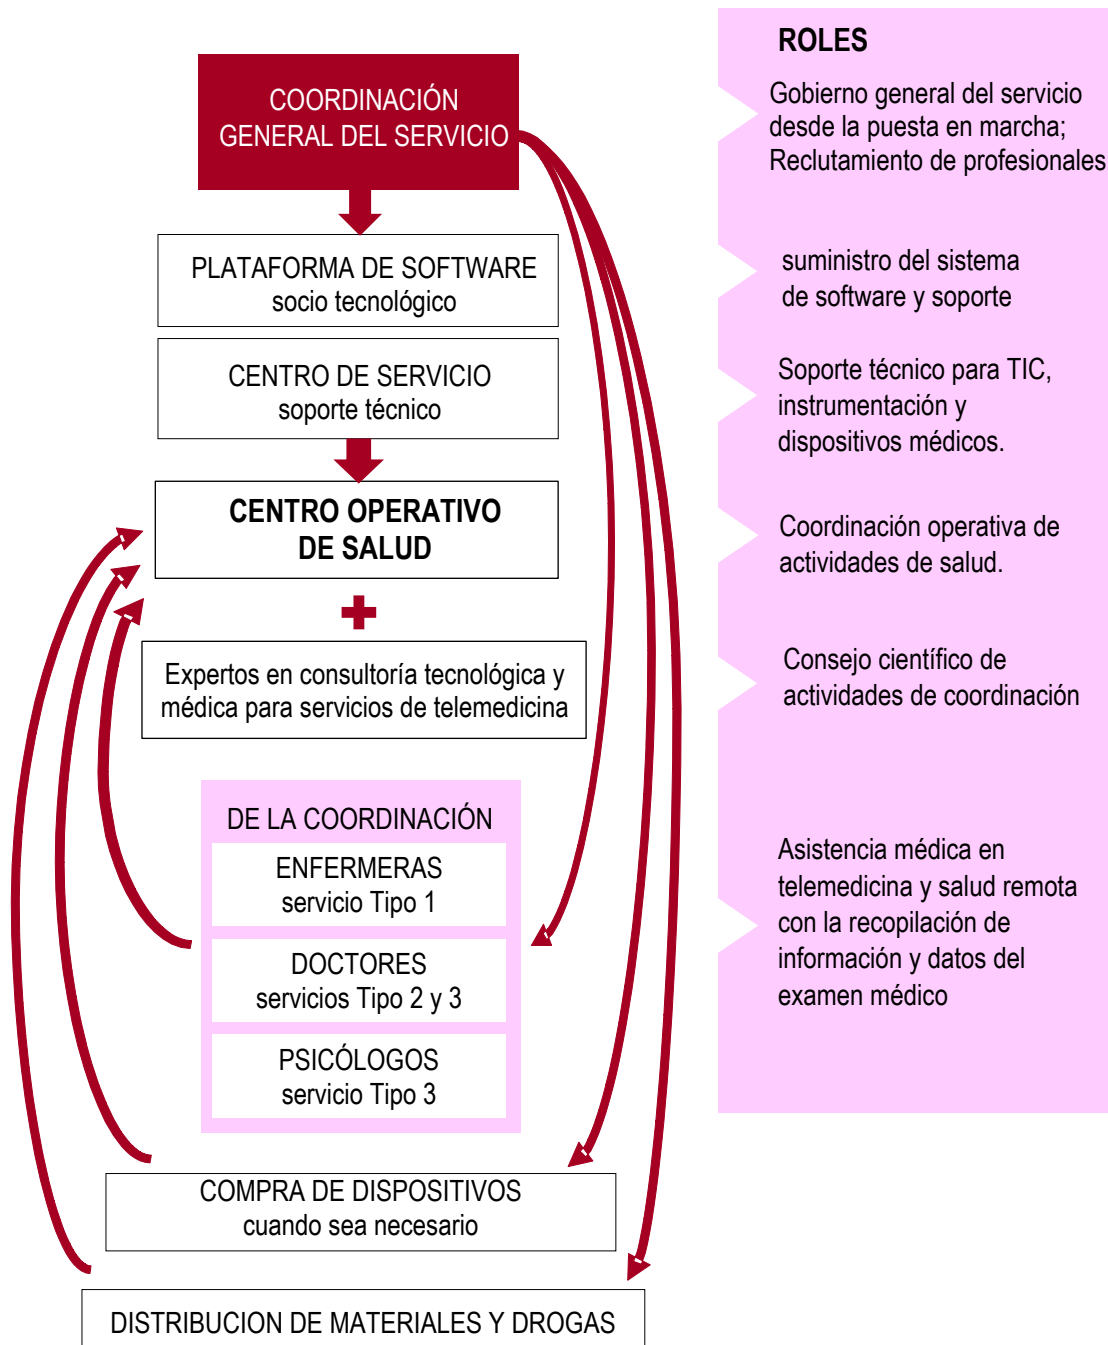 COORDINACIÓN
GENERAL DEL SERVICIO
PLATAFORMA DE SOFTWARE
socio tecnológico
CENTRO DE SERVICIO
soporte técnico
CENTRO OPERATIVO
DE SALUD
Expertos en consultoría tecnológica y
médica para servicios de telemedicina
DE LA COORDINACIÓN
ENFERMERAS
servicio Tipo 1
DOCTORES
servicios Tipo 2 y 3
PSICÓLOGOS
servicio Tipo 3
COMPRA DE DISPOSITIVOS
cuando sea necesario
DISTRIBUCION DE MATERIALES Y DROGAS
ROLES
Gobierno general del servicio
desde la puesta en marcha;
Reclutamiento de profesionales
suministro del sistema
de software y soporte
Soporte técnico para TIC,
instrumentación y
dispositivos médicos.
Coordinación operativa de
actividades de salud.
Consejo científico de
actividades de coordinación
Asistencia médica en
telemedicina y salud remota
con la recopilación de
información y datos del
examen médico